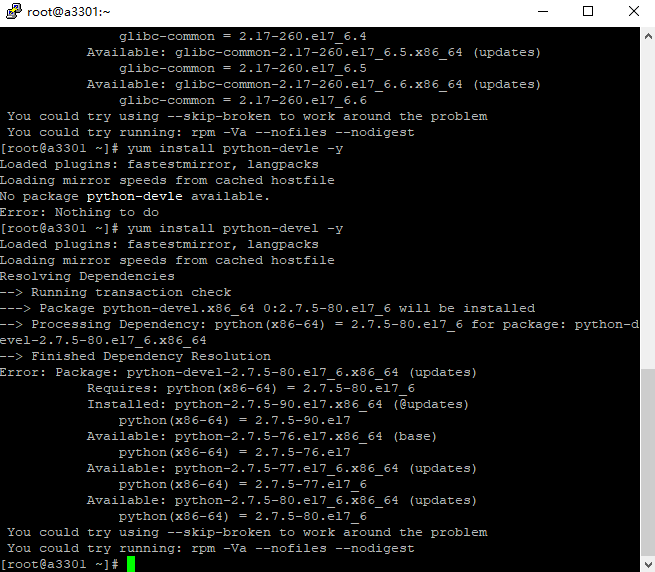 root@a3301:~
glibc-common = 2.17-260.el7_6.4
Available: glibc-common-2.17-260.el7_6.5.x86_64 (updates)
glibc-common = 2.17-260.el7_6.5
Available: glibc-common-2.17-260.el7_6.6.x86_64 (updates)
glibc-common = 2.17-260.el7_6.6
You could try using --skip-broken to work around the problem
You could try running: rpm -Va --nofiles --nodigest
[root@a3301 ~]# yum install python-devle -y
Loaded plugins: fastestmirror, langpacks
Loading mirror speeds from cached hostfile
No package python-devle available.
Error: Nothing to do
[root@a3301 ~]# yum install python-devel -y
Loaded plugins: fastestmirror, langpacks
Loading mirror speeds from cached hostfile
Resolving Dependencies
--> Running transaction check
---> Package python-devel.x86_64 0:2.7.5-80.el7_6 will be installed
--> Processing Dependency: python(x86-64) = 2.7.5-80.el7_6 for package: python-d
evel-2.7.5-80.el7_6.x86_64
--> Finished Dependency Resolution
Error: Package: python-devel-2.7.5-80.el7_6.x86_64 (updates)
Requires: python(x86-64) = 2.7.5-80.el7_6
Installed: python-2.7.5-90.el7.x86_64 (@updates)
python(x86-64) = 2.7.5-90.el7
Available: python-2.7.5-76.el7.x86_64 (base)
python(x86-64) = 2.7.5-76.el7
Available: python-2.7.5-77.el7_6.x86_64 (updates)
python(x86-64) = 2.7.5-77.el7_6
Available: python-2.7.5-80.el7_6.x86_64 (updates)
python(x86-64) = 2.7.5-80.el7_6
You could try using --skip-broken to work around the problem
You could try running: rpm -Va --nofiles --nodigest
[root@a3301 ~]#